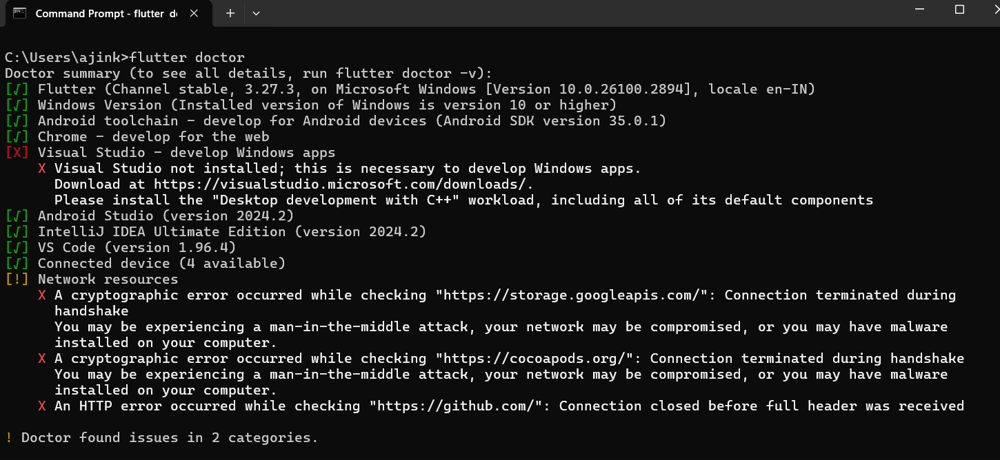 Command Prompt - flutter do
C:\Users\ajink>flutter doctor
Doctor summary (to see all details, run flutter doctor -v):
[√] Flutter (Channel stable, 3.27.3, on Microsoft Windows [Version 10.0.26100.2894], locale en-IN)
[√] Windows Version (Installed version of Windows is version 10 or higher)
[√] Android toolchain - develop for Android devices (Android SDK version 35.0.1)
[√] Chrome - develop for the web
[X] Visual Studio - develop Windows apps
X Visual Studio not installed; this is necessary to develop Windows apps.
Download at https://visualstudio.microsoft.com/downloads/.
Please install the "Desktop development with C++" workload, including all of its default components
[√] Android Studio (version 2024.2)
[√] IntelliJ IDEA Ultimate Edition (version 2024.2)
[√] VS Code (version 1.96.4)
[√] Connected device (4 available)
[!] Network resources
X A cryptographic error occurred while checking "https://storage.googleapis.com/": Connection terminated during
handshake
You may be experiencing a man-in-the-middle attack, your network may be compromised, or you may have malware
installed on your computer.
X A cryptographic error occurred while checking "https://cocoapods.org/": Connection terminated during handshake
You may be experiencing a man-in-the-middle attack, your network may be compromised, or you may have malware
installed on your computer.
X An HTTP error occurred while checking "https://github.com/": Connection closed before full header was received
! Doctor found issues in 2 categories.